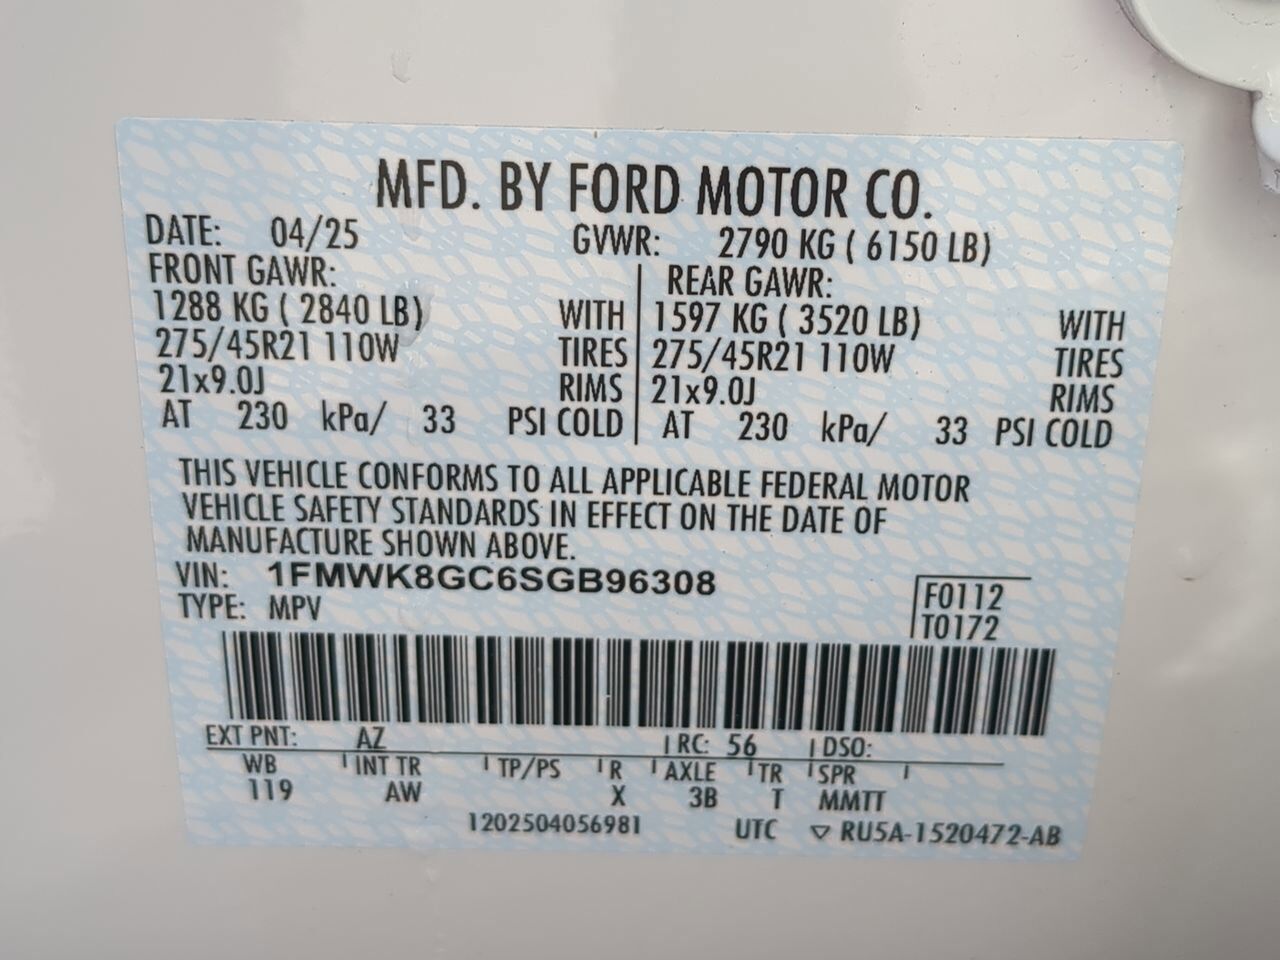 MFD. BY FORD MOTOR CO.
DATE: 04/25 GVWR: 2790 KG ( 6150 LB)
FRONT GAWR: REAR GAWR:
1288 KG ( 2840 LB) WITH 1597 KG ( 3520 LB) WITH
275/45R21 110W TIRES 275/45R21 110W TIRES
21x9.0J RIMS 21x9.0J RIMS
AT 230 kPa/ 33 PSI COLD AT 230 kPa/ 33 PSI COLD
THIS VEHICLE CONFORMS TO ALL APPLICABLE FEDERAL MOTOR
VEHICLE SAFETY STANDARDS IN EFFECT ON THE DATE OF
MANUFACTURE SHOWN ABOVE.
VIN: 1FMWK8GC6SGB96308
TYPE: MPV
F0112
T0172
EXT PNT: AZ RC: 56 DSO:
WB INT TR TP/PS R AXLE TR SPR
119 AW X 3B T MMTT
1202504056981 UTC ▽ RU5A-1520472-AB